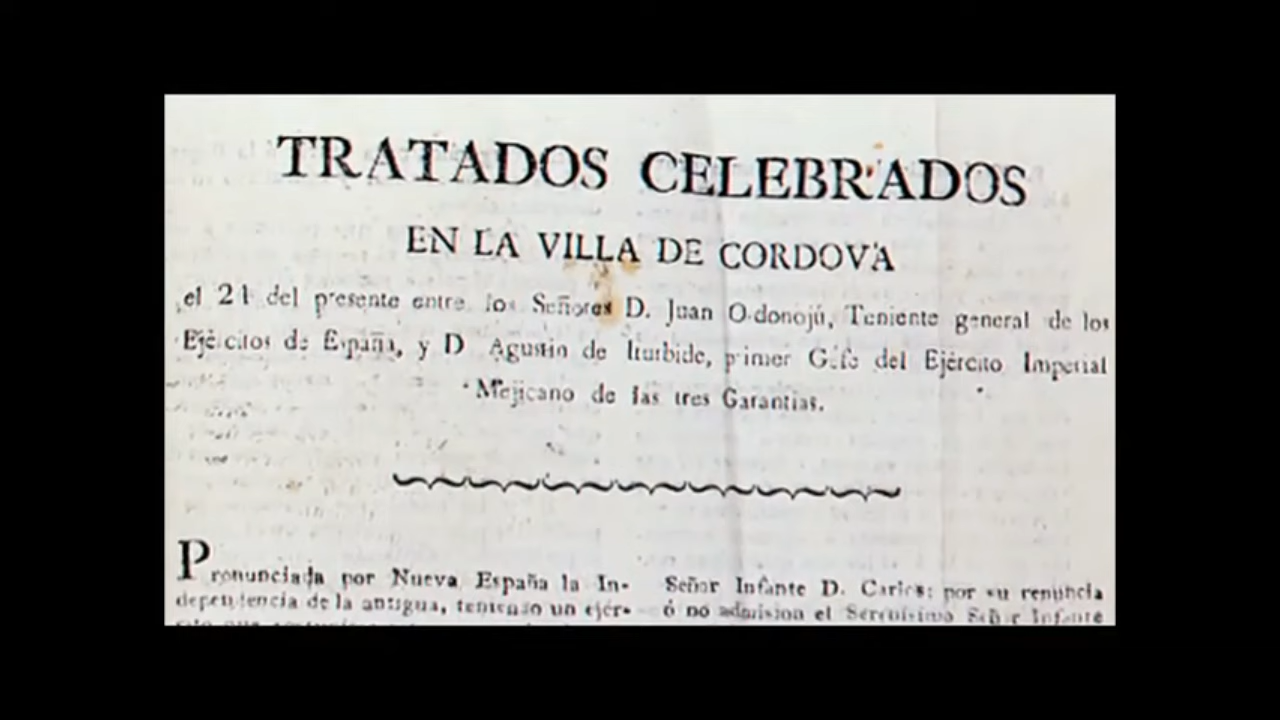 TRATADOS CELEBRADOS
EN LA VILLA DE CORDOVA
el 24 del presente entre los Señores D. Juan O-donojú, Teniente general de los
Ejércitos de España, y D Agustin de Iturbide, primer Gefe del Ejército Imperial
Mejicano de las tres Garantías.
Pronunciada por Nueva España la In-
dependencia de la antigua, teniendo un ejér-
Señor Infante D. Carlos: por su renuncia
ó no admision el Serenísimo Señor Infante